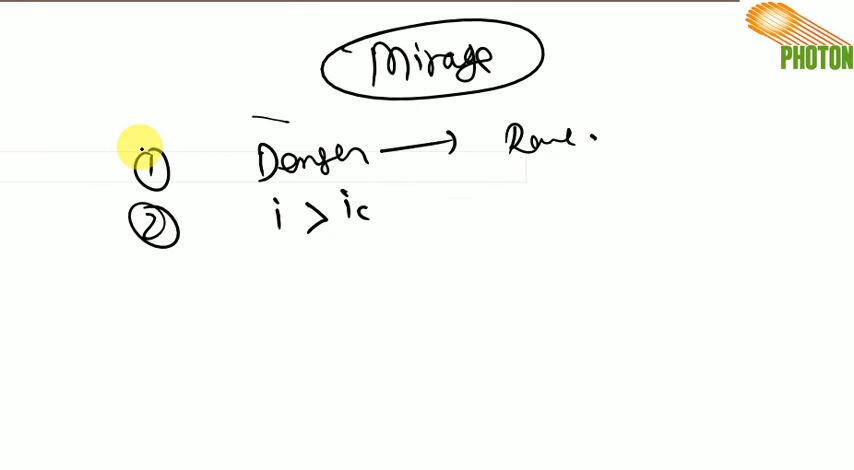 PHOTON
Mirage
① Denser → Rare.
② i > ic